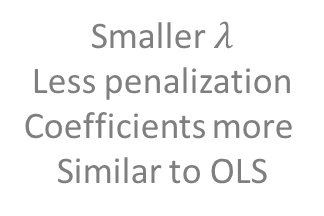 Smaller λ
Less penalization
Coefficients more
Similar to OLS